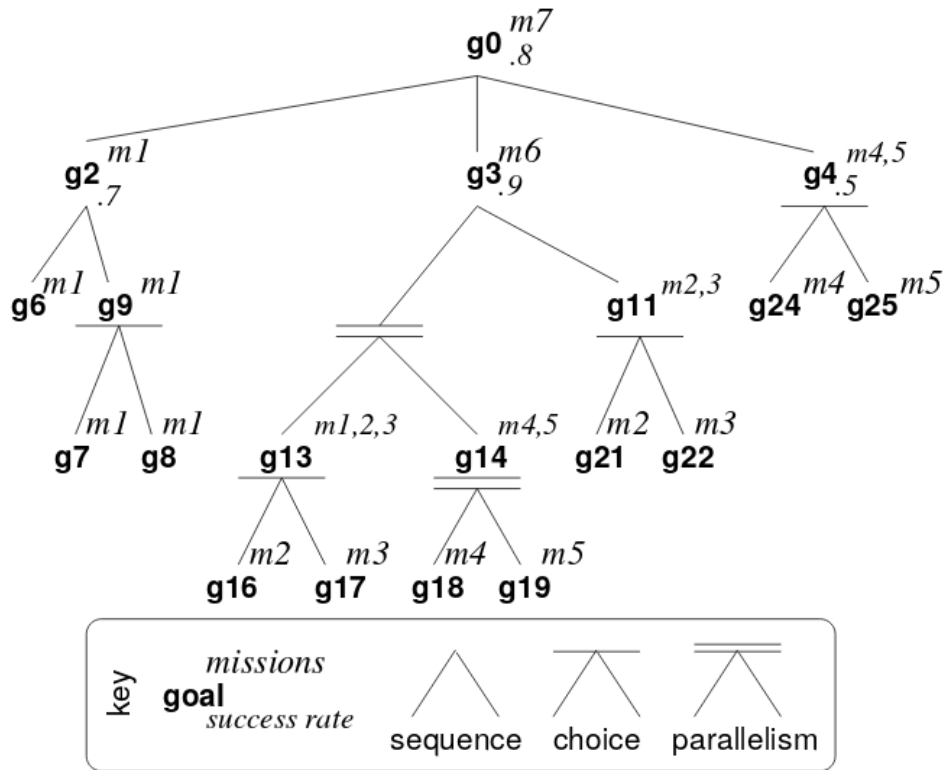 g0 m7 .8
g2 m1 .7
g3 m6 .9
g4 m4,5 .5
g6 m1
g9 m1
g11 m2,3
g24 m4
g25 m5
g7 m1
g8 m1
g13 m1,2,3
g14 m4,5
g21 m2
g22 m3
g16 m2
g17 m3
g18 m4
g19 m5
key
missions
goal
success rate
sequence
choice
parallelism